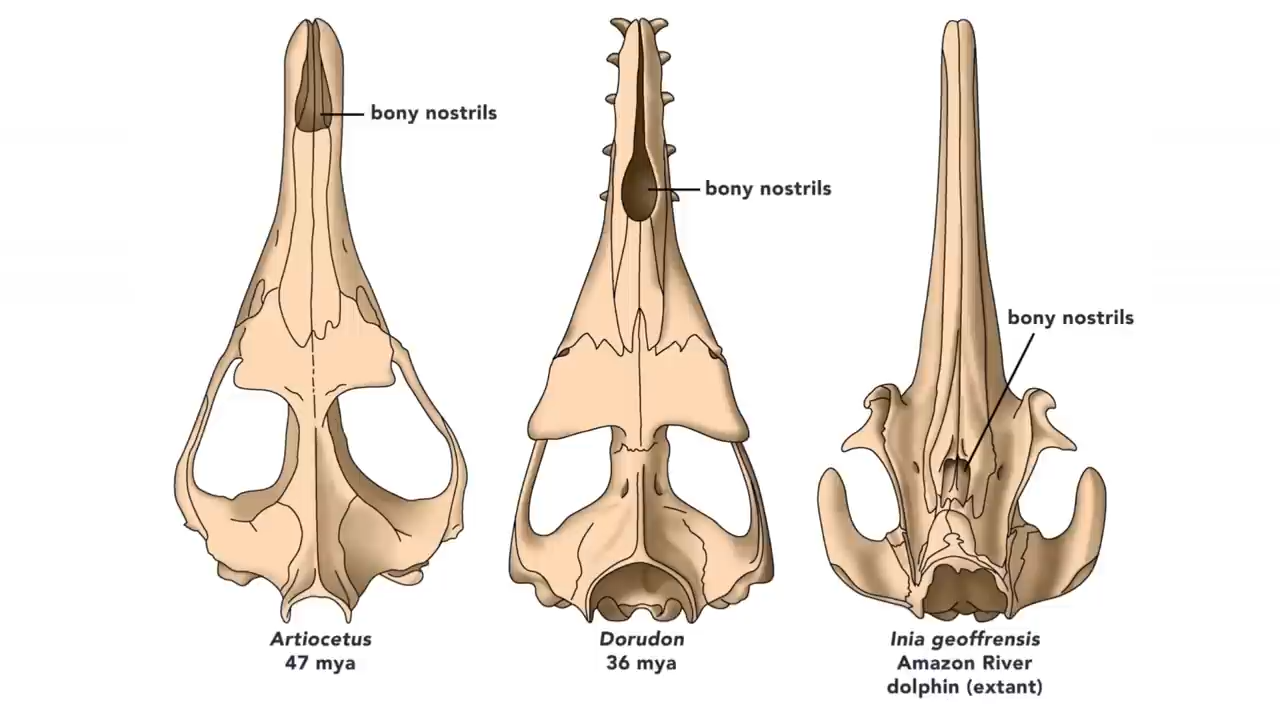 bony nostrils
bony nostrils
bony nostrils
Artiocetus
47 mya
Dorudon
36 mya
Inia geoffrensis
Amazon River
dolphin (extant)